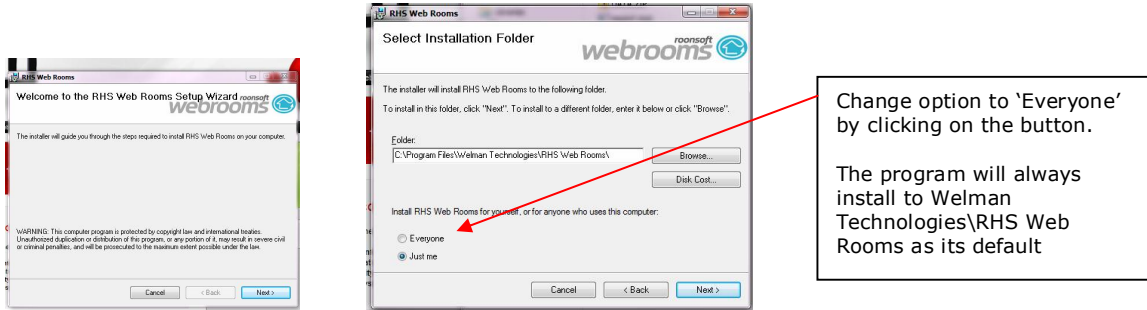 RHS Web Rooms
Welcome to the RHS Web Rooms Setup Wizard
roonsoft
webrooms
The installer will guide you through the steps required to install RHS Web Rooms on your computer.
WARNING: This computer program is protected by copyright law and international treaties.
Unauthorized duplication or distribution of this program, or any portion of it, may result in severe civil
or criminal penalties, and will be prosecuted to the maximum extent possible under the law.
Cancel
< Back
Next >
RHS Web Rooms
Select Installation Folder
roonsoft
webrooms
The installer will install RHS Web Rooms to the following folder.
To install in this folder, click "Next". To install to a different folder, enter it below or click "Browse".
Folder:
C:\Program Files\Welman Technologies\RHS Web Rooms\
Browse...
Disk Cost...
Install RHS Web Rooms for yourself, or for anyone who uses this computer:
Everyone
Just me
Cancel
< Back
Next >
Change option to ‘Everyone’
by clicking on the button.
The program will always
install to Welman
Technologies\RHS Web
Rooms as its default